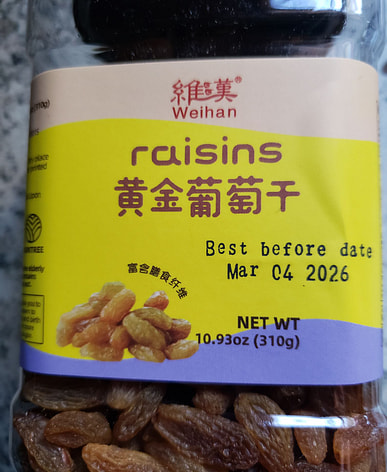 維漢®
Weihan
raisins
黄金葡萄干
Best before date
Mar 04 2026
富含膳食纤维
NET WT
10.93oz (310g)